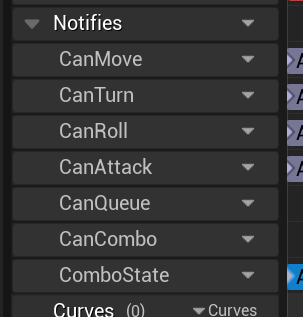 Notifies
CanMove
CanTurn
CanRoll
CanAttack
CanQueue
CanCombo
ComboState
Curves (0) Curves